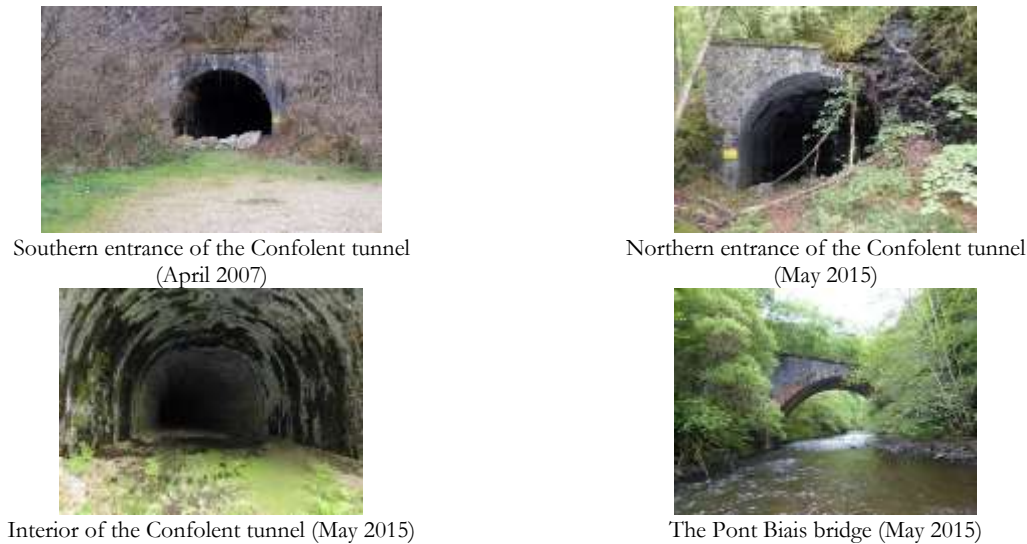 Southern entrance of the Confolent tunnel
(April 2007)
Northern entrance of the Confolent tunnel
(May 2015)
Interior of the Confolent tunnel (May 2015)
The Pont Biais bridge (May 2015)